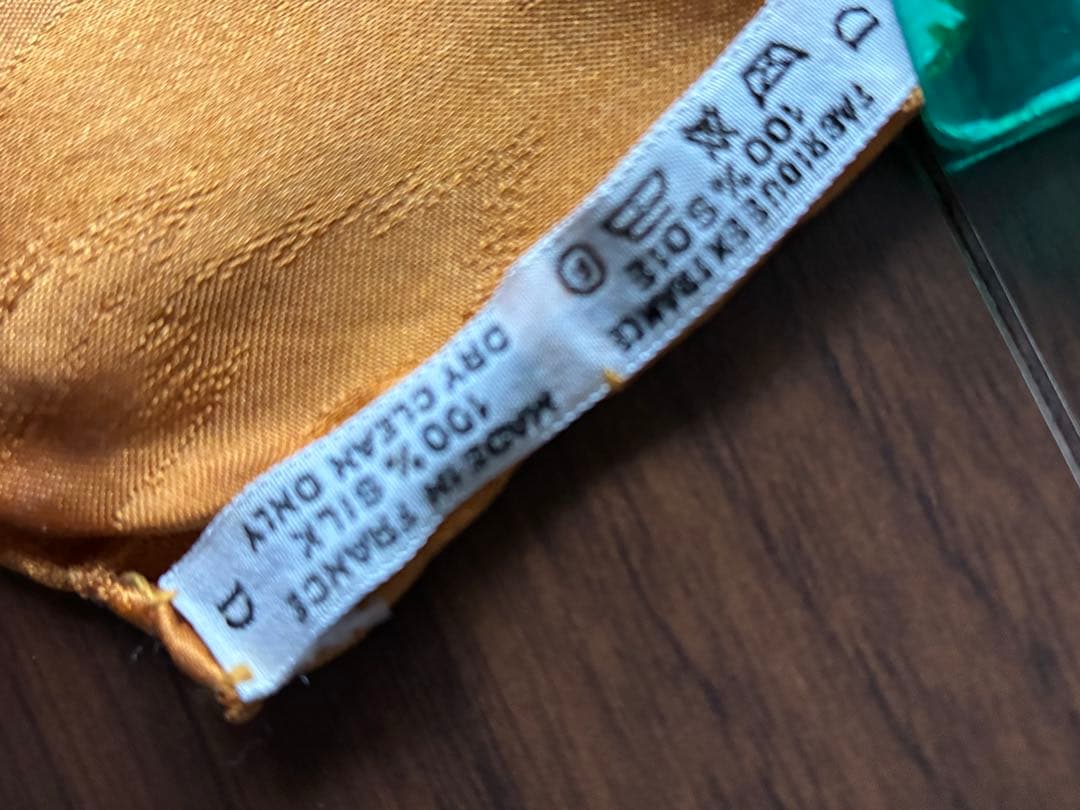 D
FABRIQUE EN FRANCE
100 % SOIE
MADE IN FRANCE
100 % SILK
DRY CLEAN ONLY
D